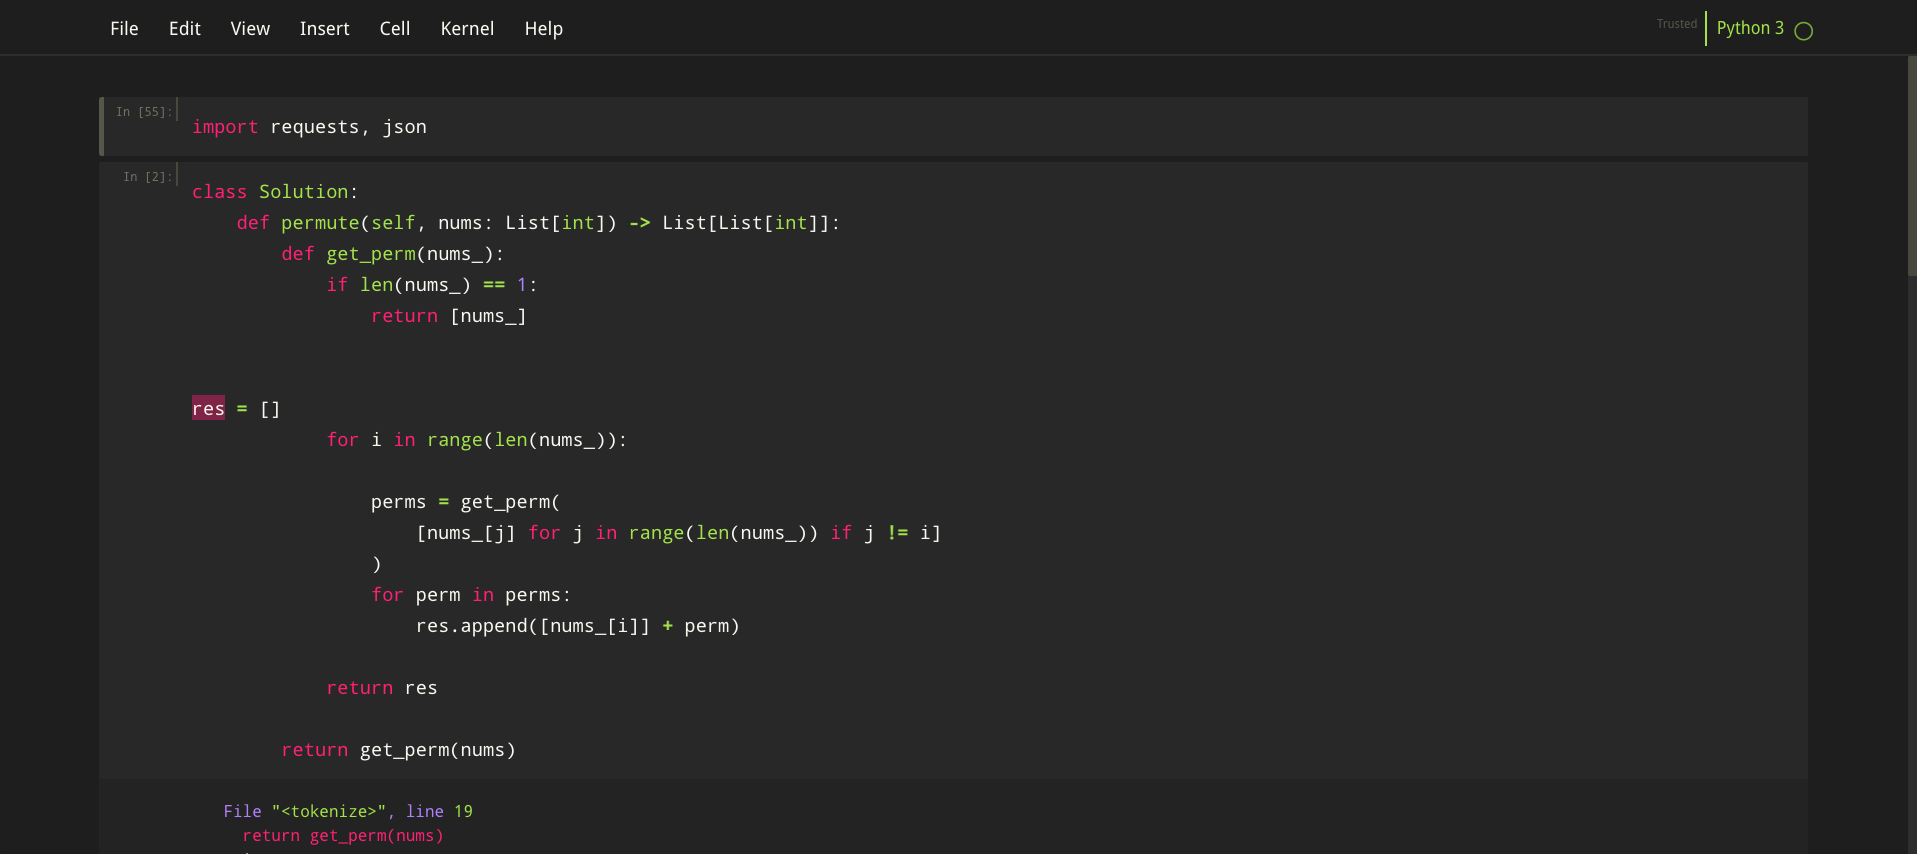 File Edit View Insert Cell Kernel Help Trusted Python 3
In [55]:
import requests, json
In [2]:
class Solution:
    def permute(self, nums: List[int]) -> List[List[int]]:
        def get_perm(nums_):
            if len(nums_) == 1:
                return [nums_]
res = []
            for i in range(len(nums_)):
                perms = get_perm(
                    [nums_[j] for j in range(len(nums_)) if j != i]
                )
                for perm in perms:
                    res.append([nums_[i]] + perm)
            return res
        return get_perm(nums)
File "<tokenize>", line 19
  return get_perm(nums)